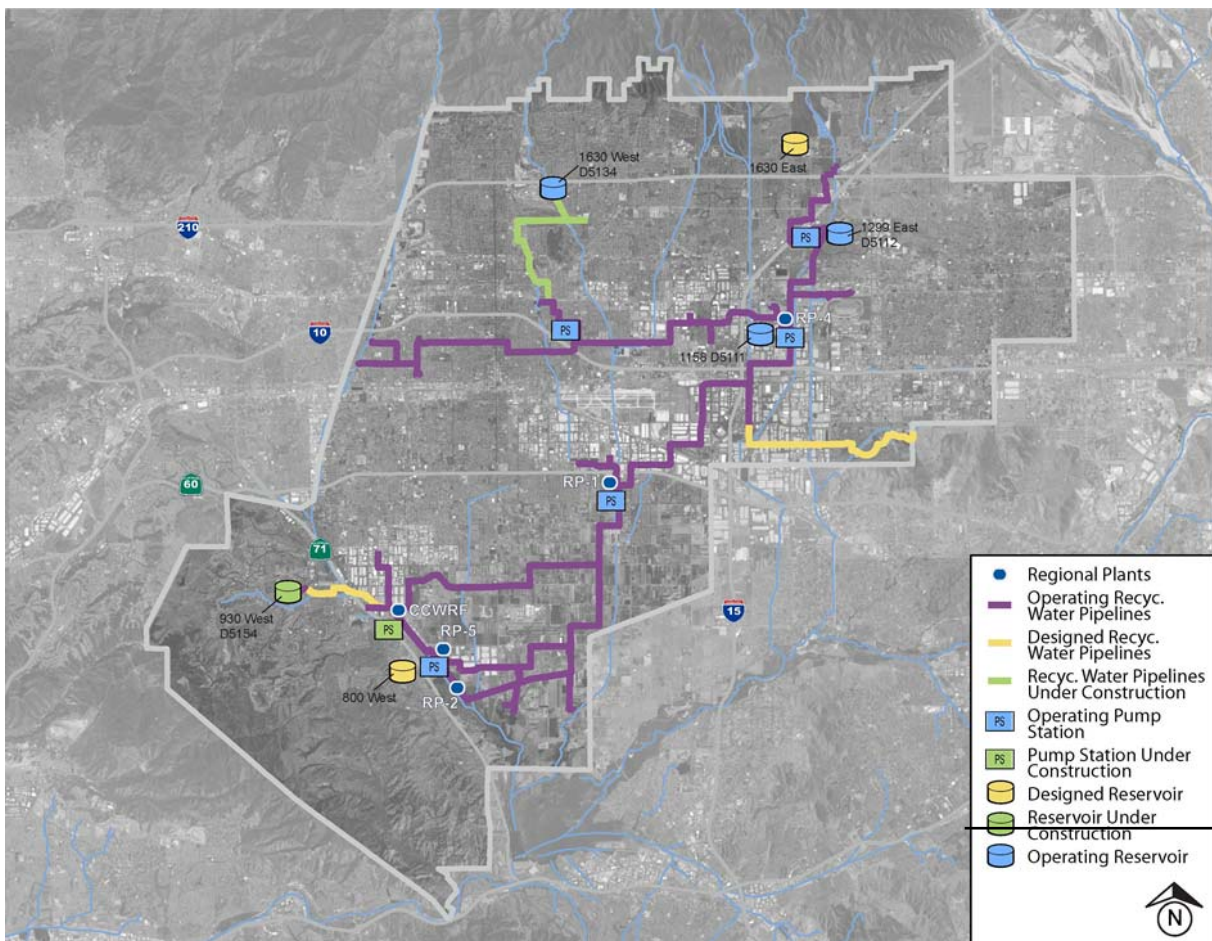 1630 West
D5134
1630 East
210
PS
1299 East
D5112
10
PS
RP-4
PS
1158 D5111
RP-1
60
PS
71
930 West
D5154
CCWRF
PS
RP-5
PS
800 West
RP-2
15
Regional Plants
Operating Recyc.
Water Pipelines
Designed Recyc.
Water Pipelines
Recyc. Water Pipelines
Under Construction
PS
Operating Pump
Station
PS
Pump Station Under
Construction
Designed Reservoir
Reservoir Under
Construction
Operating Reservoir
N